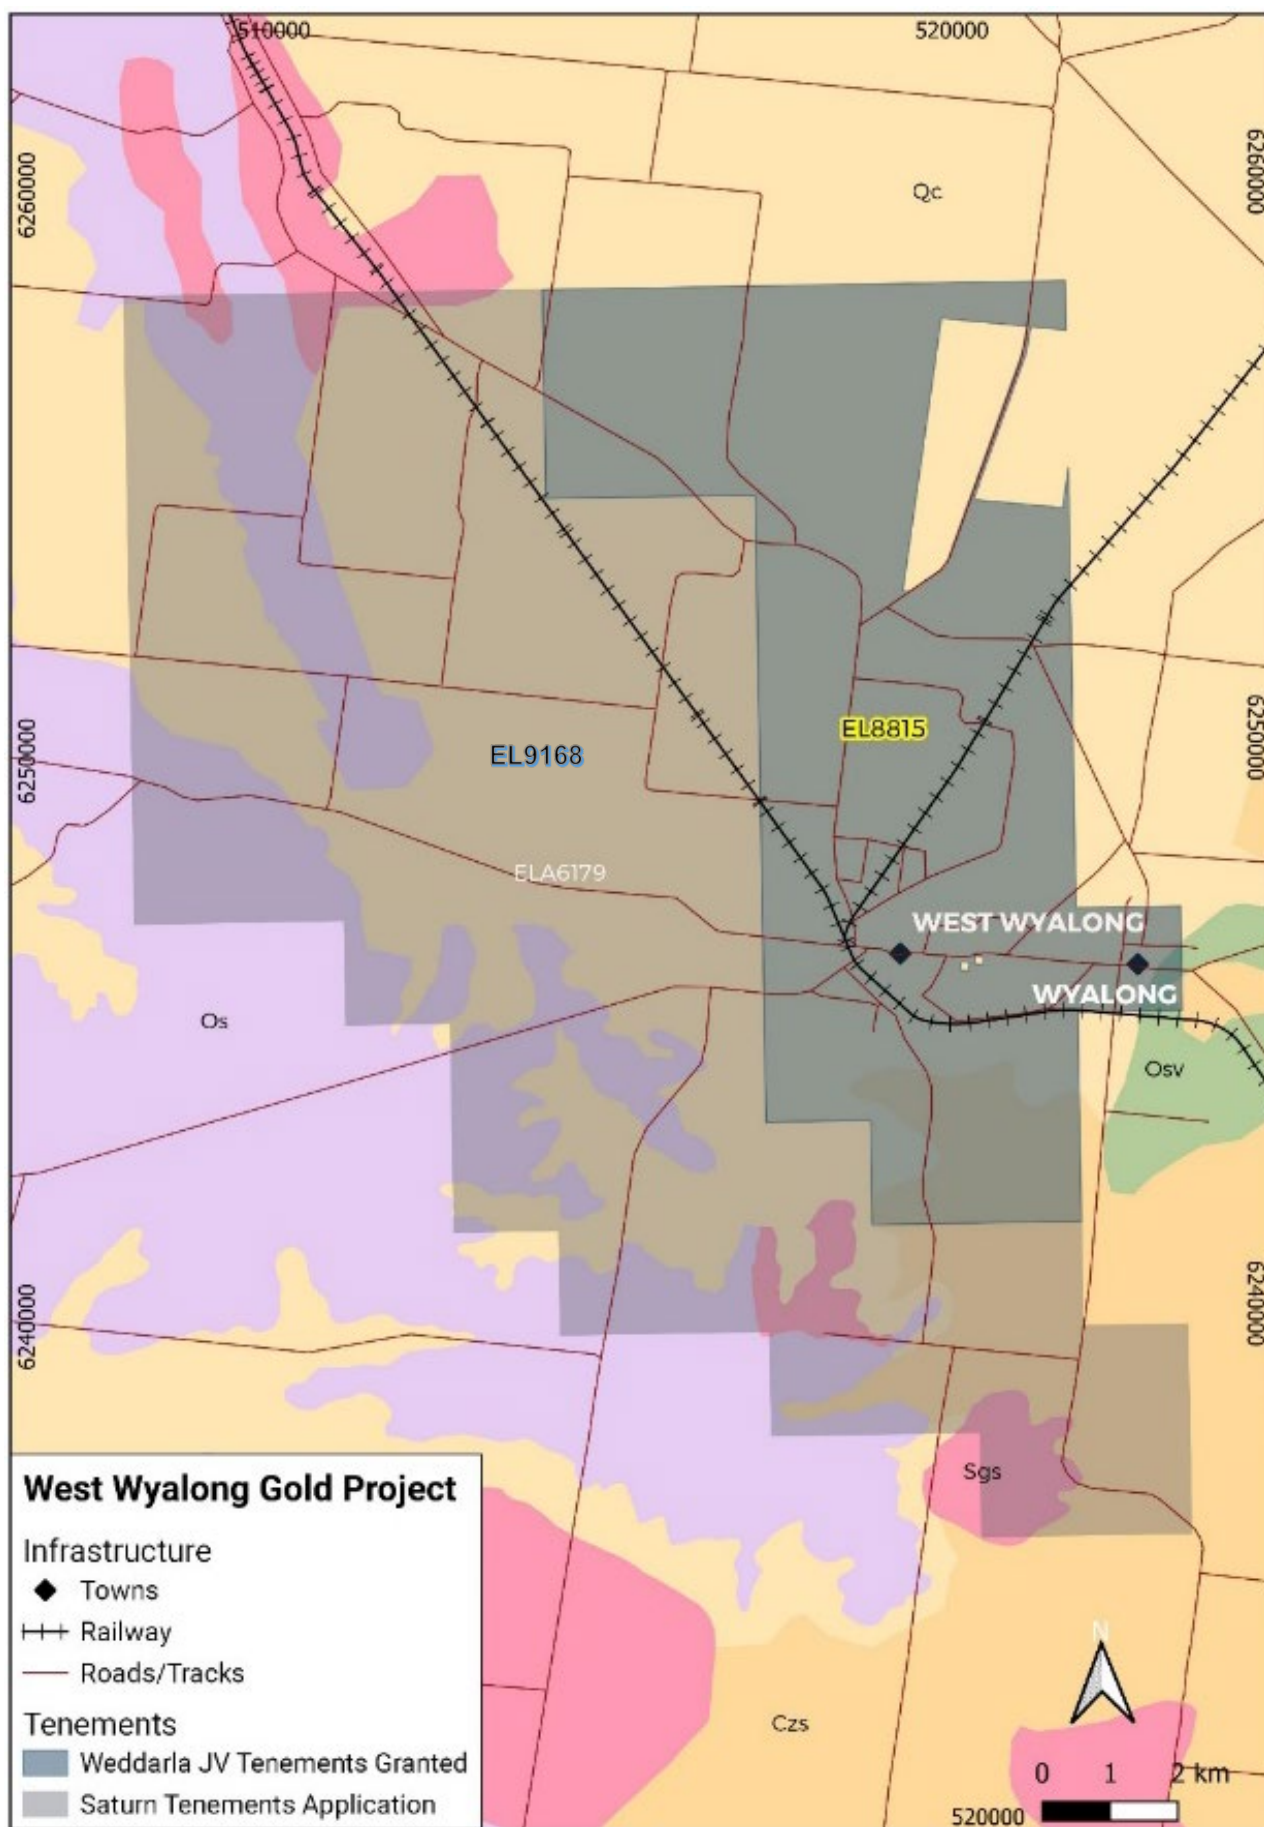 510000
520000
6260000
6260000
Qc
EL8815
EL9168
6250000
6250000
ELA6179
WEST WYALONG
WYALONG
Os
Osv
6240000
6240000
Sgs
West Wyalong Gold Project
Infrastructure
Towns
Railway
Roads/Tracks
Tenements
Weddarla JV Tenements Granted
Saturn Tenements Application
Czs
N
0 1 2 km
520000